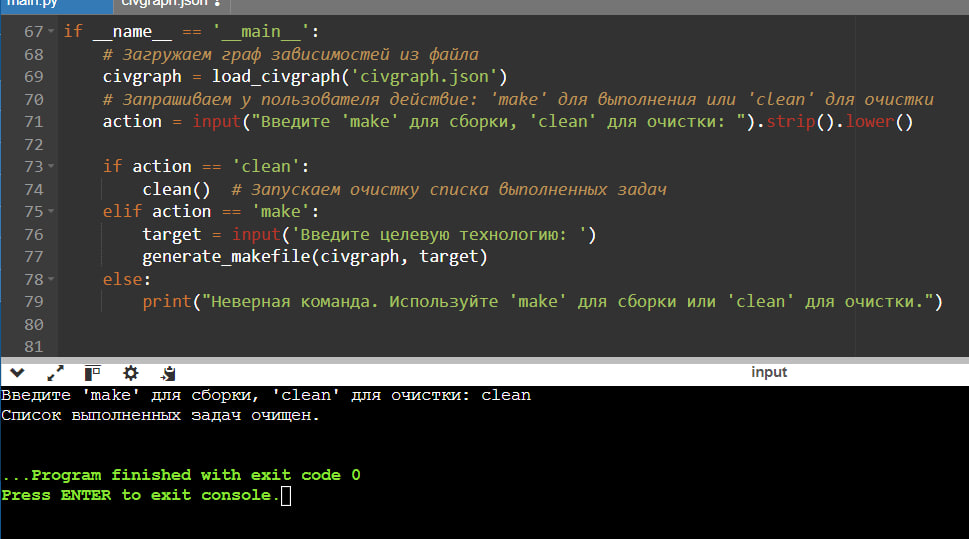 main.py civgraph.json
67 if __name__ == '__main__':
68 # Загружаем граф зависимостей из файла
69 civgraph = load_civgraph('civgraph.json')
70 # Запрашиваем у пользователя действие: 'make' для выполнения или 'clean' для очистки
71 action = input("Введите 'make' для сборки, 'clean' для очистки: ").strip().lower()
72
73 if action == 'clean':
74 clean() # Запускаем очистку списка выполненных задач
75 elif action == 'make':
76 target = input('Введите целевую технологию: ')
77 generate_makefile(civgraph, target)
78 else:
79 print("Неверная команда. Используйте 'make' для сборки или 'clean' для очистки.")
80
81
input
Введите 'make' для сборки, 'clean' для очистки: clean
Список выполненных задач очищен.
...Program finished with exit code 0
Press ENTER to exit console.